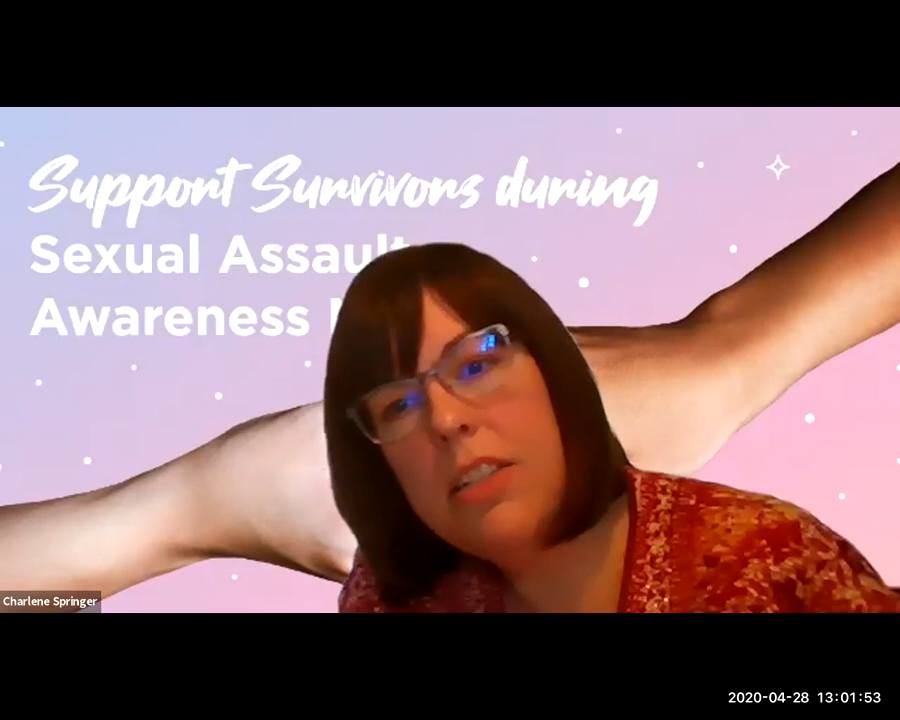 Support Survivors during
Sexual Assault
Awareness
Charlene Springer
2020-04-28 13:01:53